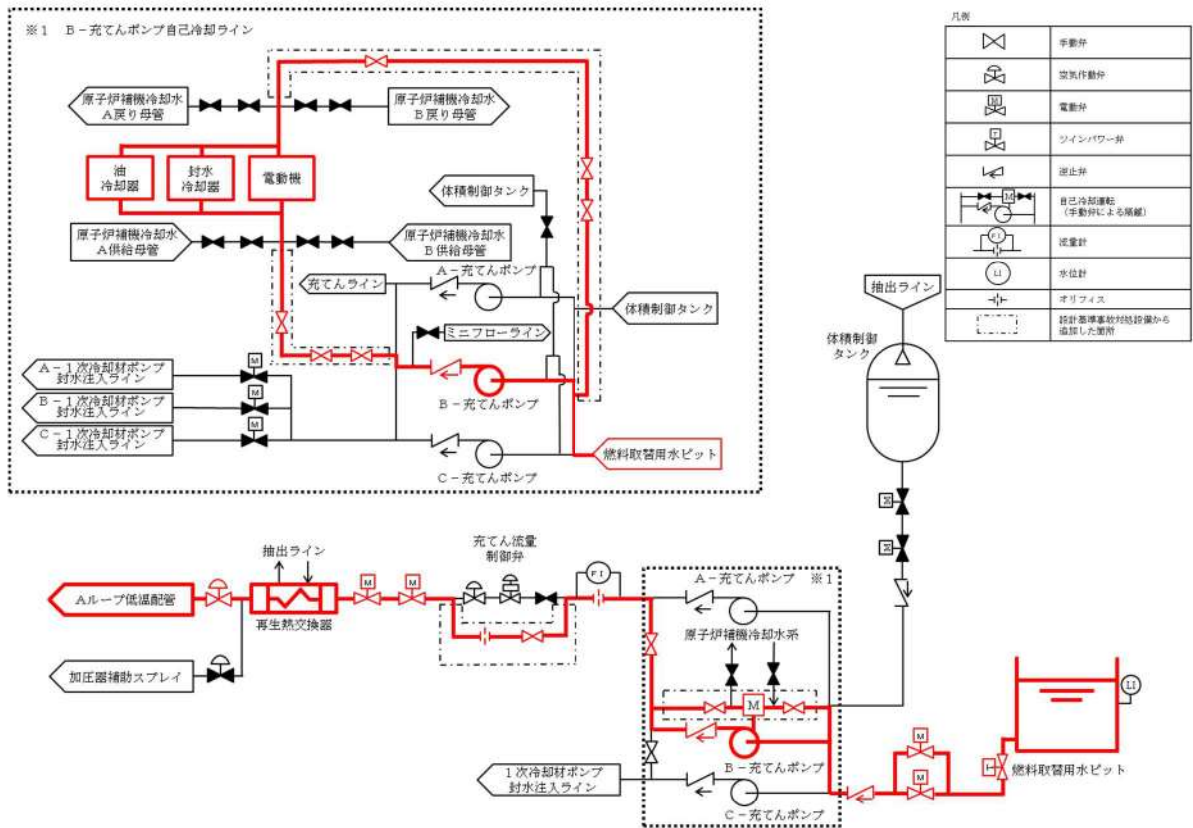 ※1 B-充てんポンプ自己冷却ライン
原子炉補機冷却水
A戻り母管
原子炉補機冷却水
B戻り母管
油
冷却器
封水
冷却器
電動機
体積制御タンク
原子炉補機冷却水
A供給母管
原子炉補機冷却水
B供給母管
A-充てんポンプ
充てんライン
体積制御タンク
ミニフローライン
M
A-1次冷却材ポンプ
封水注入ライン
M
B-1次冷却材ポンプ
封水注入ライン
M
C-1次冷却材ポンプ
封水注入ライン
B-充てんポンプ
燃料取替用水ピット
C-充てんポンプ
凡例
手動弁
空気作動弁
M
電動弁
T
ツインパワー弁
逆止弁
M
自己冷却運転
(手動弁による隔離)
FI
流量計
LI
水位計
オリフィス
設計基準事故対処設備から
追加した箇所
抽出ライン
体積制御
タンク
M
M
抽出ライン
充てん流量
制御弁
Aループ低温配管
再生熱交換器
M
M
FI
加圧器補助スプレイ
A-充てんポンプ ※1
原子炉補機冷却水系
M
B-充てんポンプ
1次冷却材ポンプ
封水注入ライン
C-充てんポンプ
M
M
LI
燃料取替用水ピット